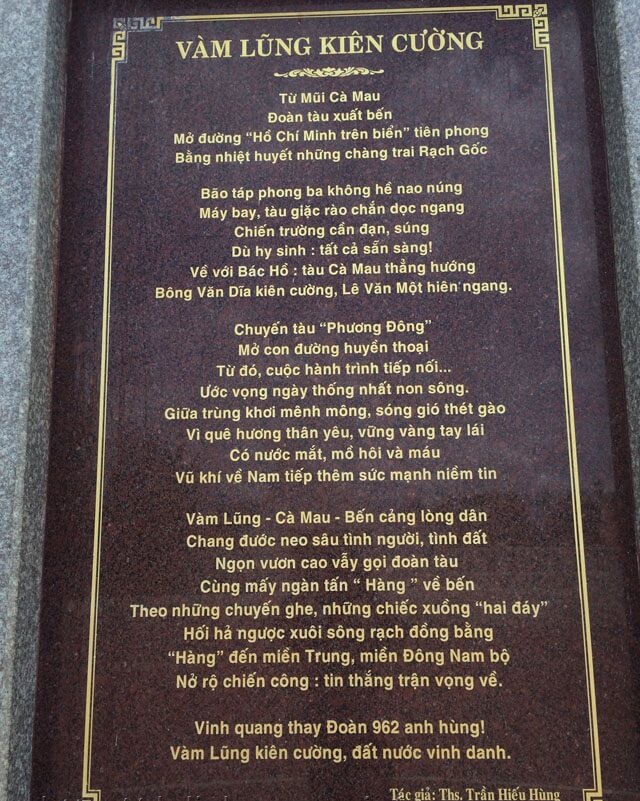 VÀM LŨNG KIÊN CƯỜNG
Từ Mũi Cà Mau
Đoàn tàu xuất bến
Mở đường “Hồ Chí Minh trên biển” tiên phong
Bằng nhiệt huyết những chàng trai Rạch Gốc
Bão táp phong ba không hề nao núng
Máy bay, tàu giặc rào chắn dọc ngang
Chiến trường cần đạn, súng
Dù hy sinh : tất cả sẵn sàng!
Về với Bác Hồ : tàu Cà Mau thẳng hướng
Bông Văn Dĩa kiên cường, Lê Văn Một hiên ngang.
Chuyến tàu “Phương Đông”
Mở con đường huyền thoại
Từ đó, cuộc hành trình tiếp nối...
Ước vọng ngày thống nhất non sông.
Giữa trùng khơi mênh mông, sóng gió thét gào
Vì quê hương thân yêu, vững vàng tay lái
Có nước mắt, mồ hôi và máu
Vũ khí về Nam tiếp thêm sức mạnh niềm tin
Vàm Lũng - Cà Mau - Bến cảng lòng dân
Chang đước neo sâu tình người, tình đất
Ngọn vươn cao vẫy gọi đoàn tàu
Cùng mấy ngàn tấn “ Hàng ” về bến
Theo những chuyến ghe, những chiếc xuồng “hai đáy”
Hối hả ngược xuôi sông rạch đồng bằng
“Hàng” đến miền Trung, miền Đông Nam bộ
Nở rộ chiến công : tin thắng trận vọng về.
Vinh quang thay Đoàn 962 anh hùng!
Vàm Lũng kiên cường, đất nước vinh danh.
Tác giả: Ths. Trần Hiếu Hùng